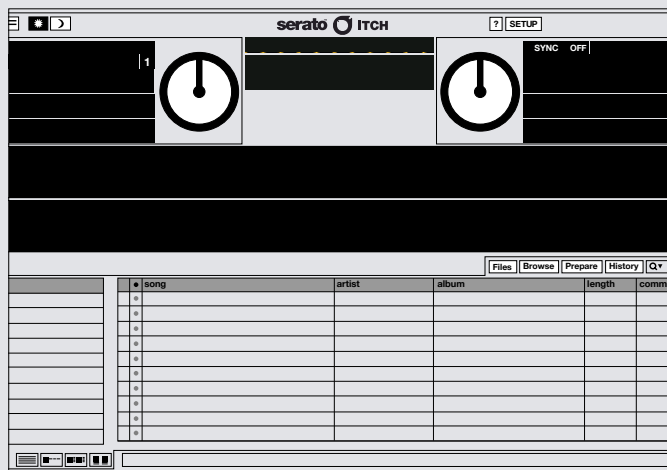 serato ITCH ? SETUP
1
SYNC OFF
Files Browse Prepare History
song artist album length comm